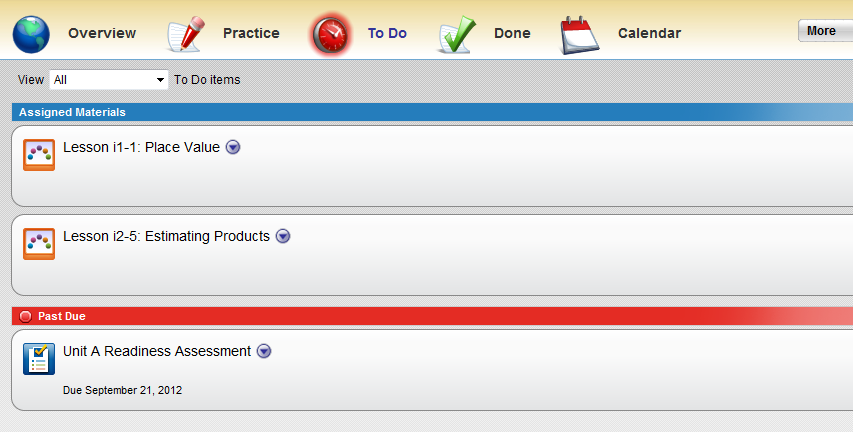 Overview Practice To Do Done Calendar More
View All To Do items
Assigned Materials
Lesson i1-1: Place Value
Lesson i2-5: Estimating Products
Past Due
Unit A Readiness Assessment
Due September 21, 2012